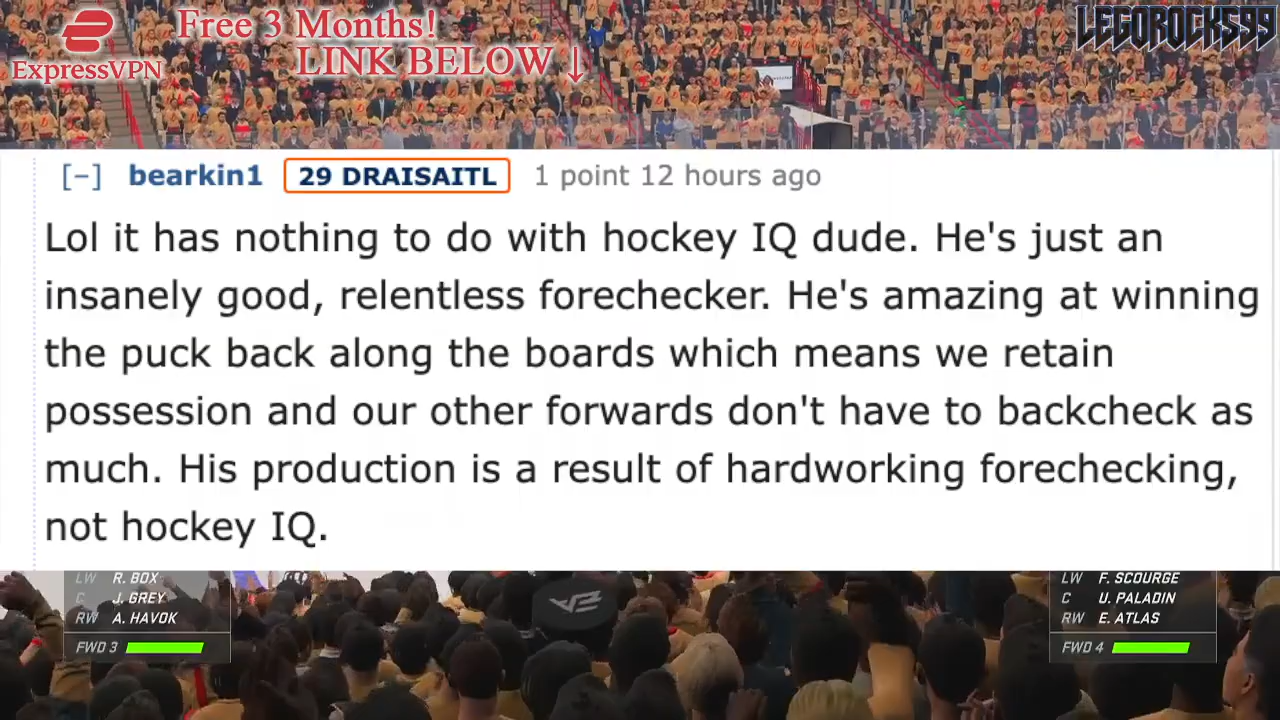 Free 3 Months!
LINK BELOW ↓
ExpressVPN
LEGOROCKS99
[−] bearkin1 29 DRAISAITL 1 point 12 hours ago
Lol it has nothing to do with hockey IQ dude. He's just an
insanely good, relentless forechecker. He's amazing at winning
the puck back along the boards which means we retain
possession and our other forwards don't have to backcheck as
much. His production is a result of hardworking forechecking,
not hockey IQ.
LW R. BOX
C J. GREY
RW A. HAVOK
FWD 3
LW F. SCOURGE
C U. PALADIN
RW E. ATLAS
FWD 4